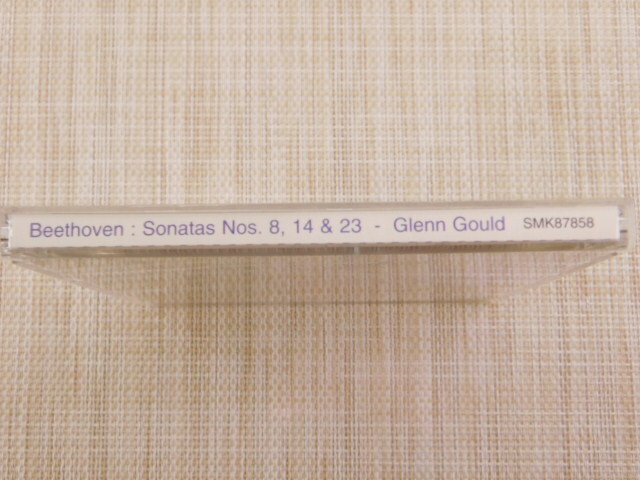 Beethoven : Sonatas Nos. 8, 14 & 23 - Glenn Gould SMK87858